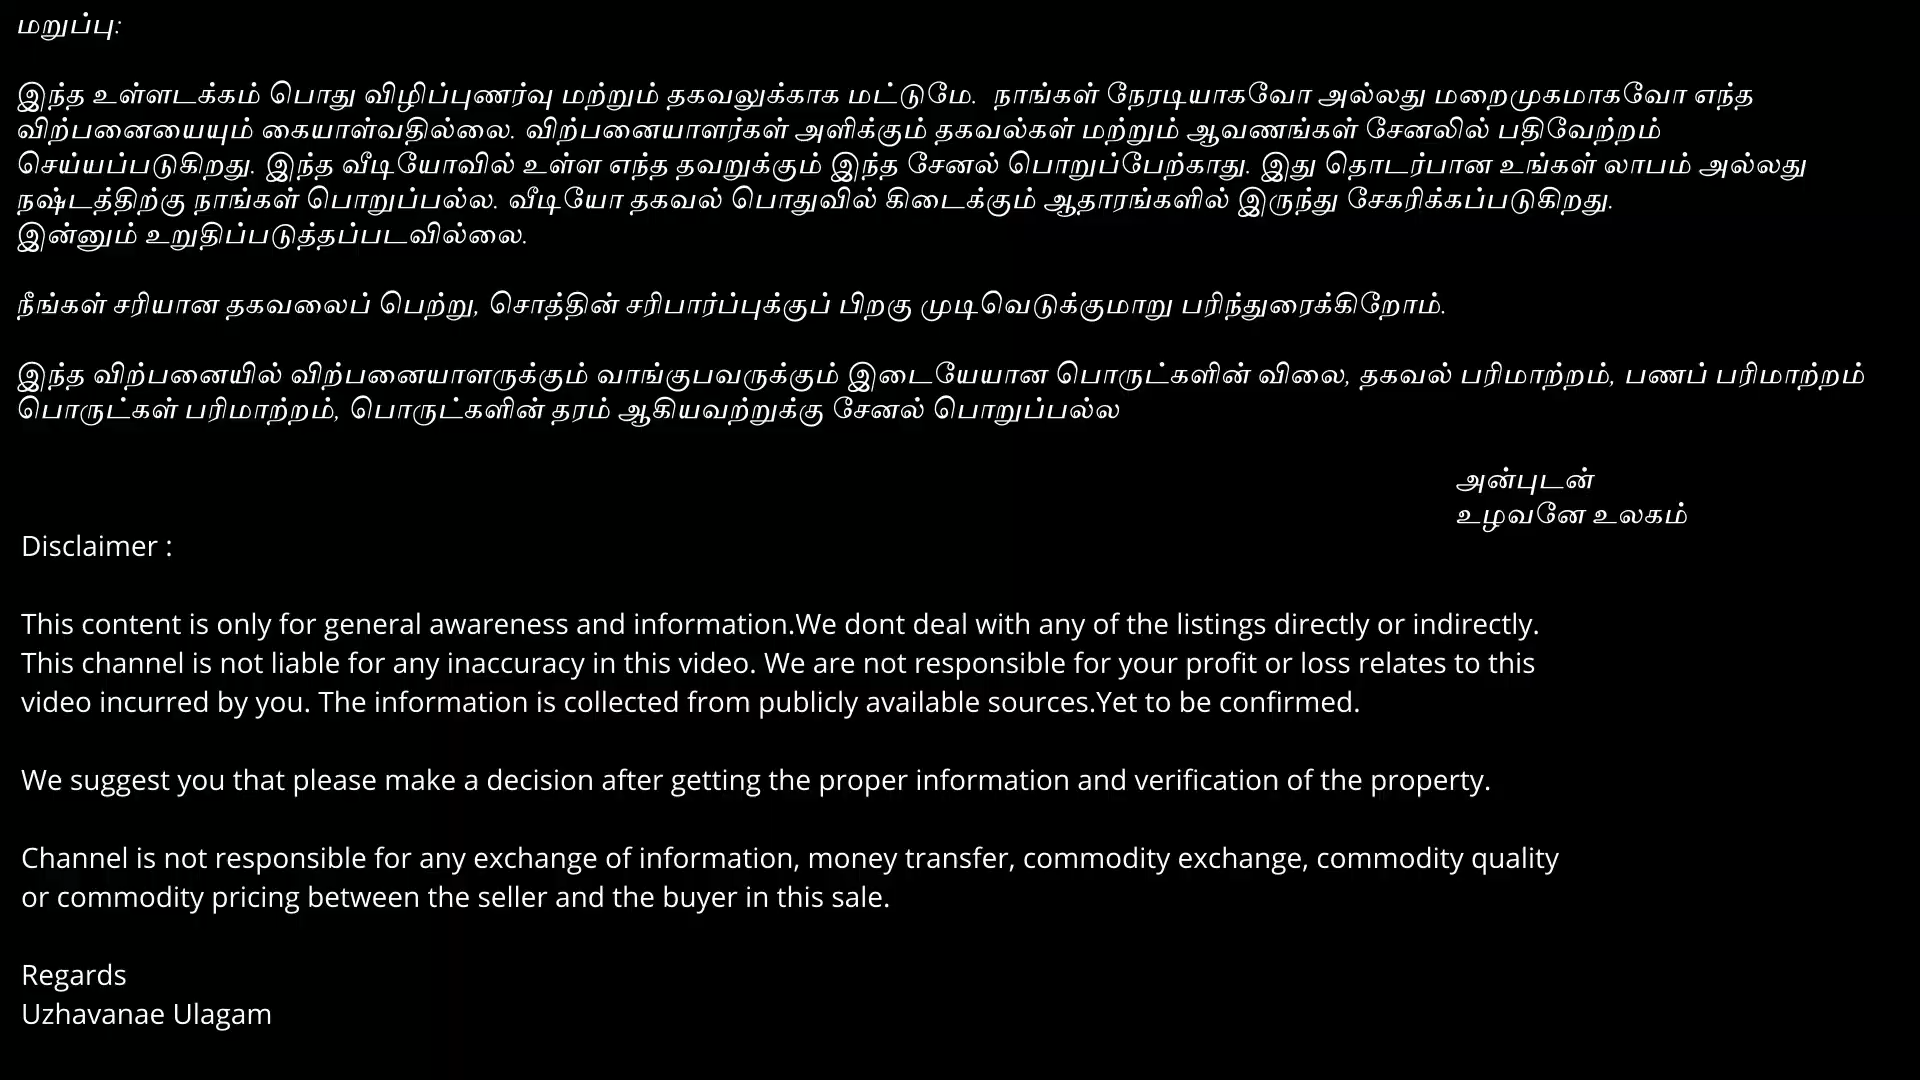 மறுப்பு:
இந்த உள்ளடக்கம் பொது விழிப்புணர்வு மற்றும் தகவலுக்காக மட்டுமே. நாங்கள் நேரடியாகவோ அல்லது மறைமுகமாகவோ எந்த
விற்பனையையும் கையாள்வதில்லை. விற்பனையாளர்கள் அளிக்கும் தகவல்கள் மற்றும் ஆவணங்கள் சேனலில் பதிவேற்றம்
செய்யப்படுகிறது. இந்த வீடியோவில் உள்ள எந்த தவறுக்கும் இந்த சேனல் பொறுப்பேற்காது. இது தொடர்பான உங்கள் லாபம் அல்லது
நஷ்டத்திற்கு நாங்கள் பொறுப்பல்ல. வீடியோ தகவல் பொதுவில் கிடைக்கும் ஆதாரங்களில் இருந்து சேகரிக்கப்படுகிறது.
இன்னும் உறுதிப்படுத்தப்படவில்லை.
நீங்கள் சரியான தகவலைப் பெற்று, சொத்தின் சரிபார்ப்புக்குப் பிறகு முடிவெடுக்குமாறு பரிந்துரைக்கிறோம்.
இந்த விற்பனையில் விற்பனையாளருக்கும் வாங்குபவருக்கும் இடையேயான பொருட்களின் விலை, தகவல் பரிமாற்றம், பணப் பரிமாற்றம்
பொருட்கள் பரிமாற்றம், பொருட்களின் தரம் ஆகியவற்றுக்கு சேனல் பொறுப்பல்ல
அன்புடன்
உழவனே உலகம்
Disclaimer :
This content is only for general awareness and information.We dont deal with any of the listings directly or indirectly.
This channel is not liable for any inaccuracy in this video. We are not responsible for your profit or loss relates to this
video incurred by you. The information is collected from publicly available sources.Yet to be confirmed.
We suggest you that please make a decision after getting the proper information and verification of the property.
Channel is not responsible for any exchange of information, money transfer, commodity exchange, commodity quality
or commodity pricing between the seller and the buyer in this sale.
Regards
Uzhavanae Ulagam